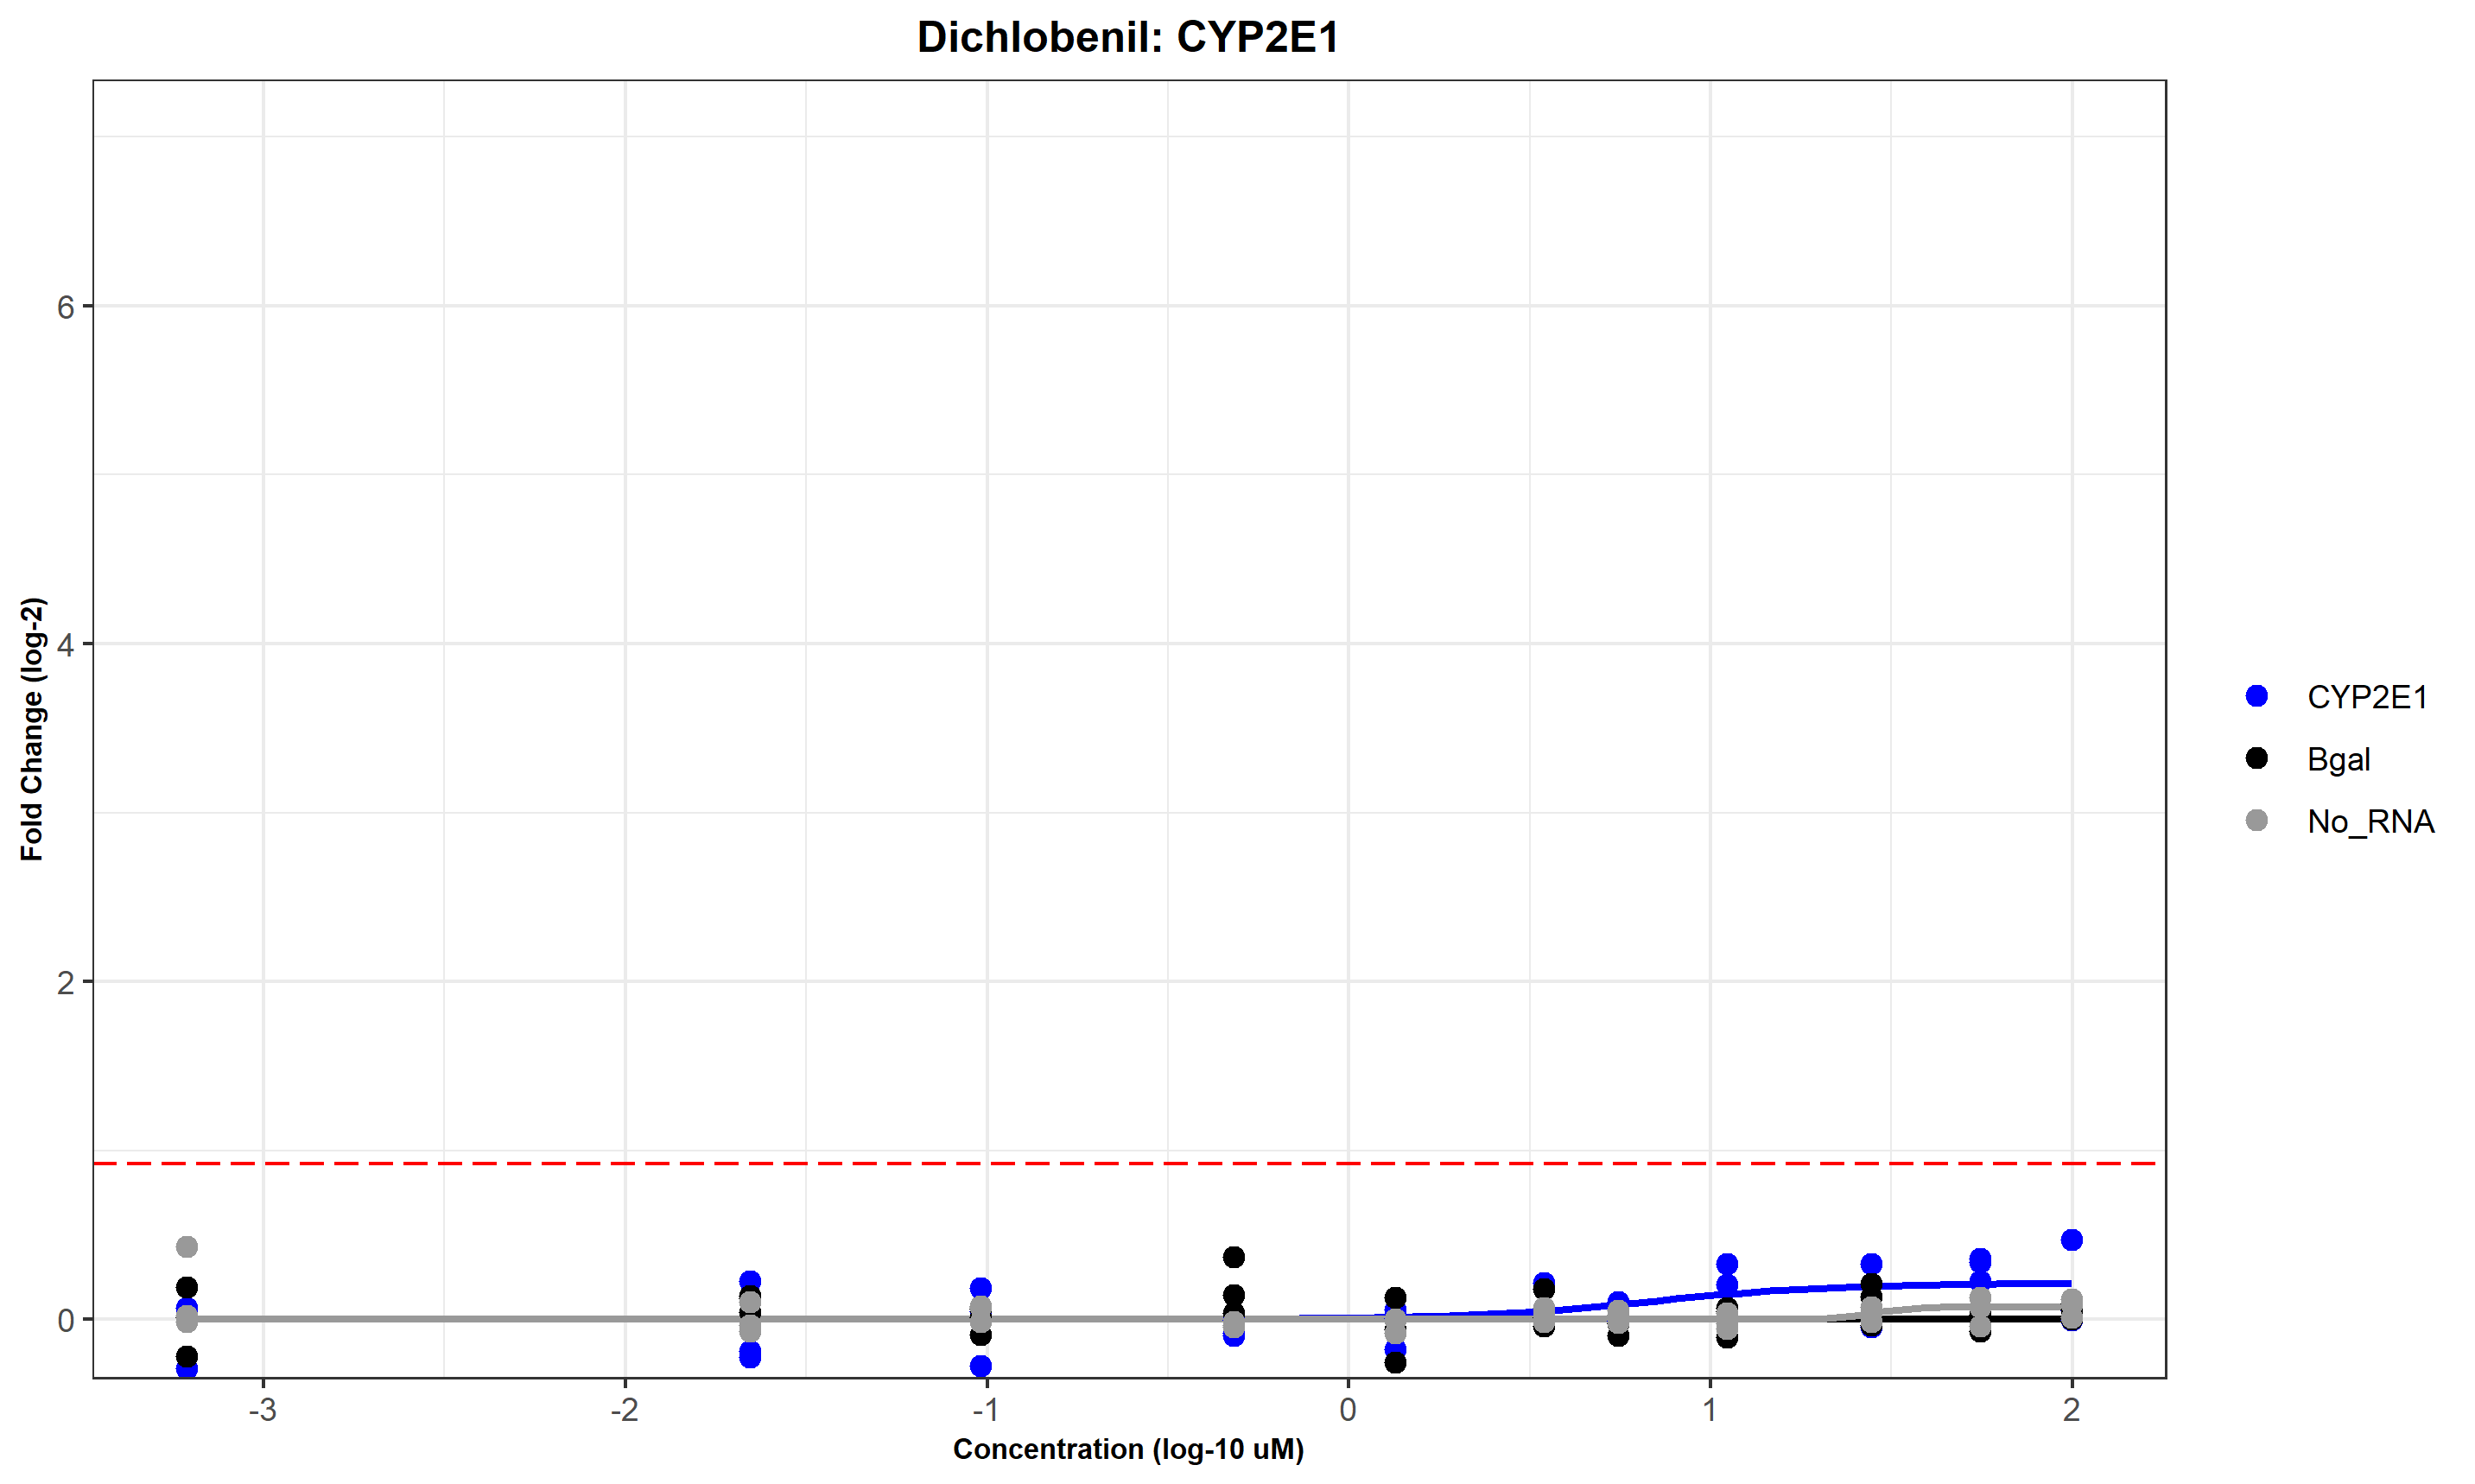 Dichlobenil: CYP2E1
Fold Change (log-2)
6
4
2
0
-3
-2
-1
0
1
2
Concentration (log-10 uM)
CYP2E1
Bgal
No_RNA